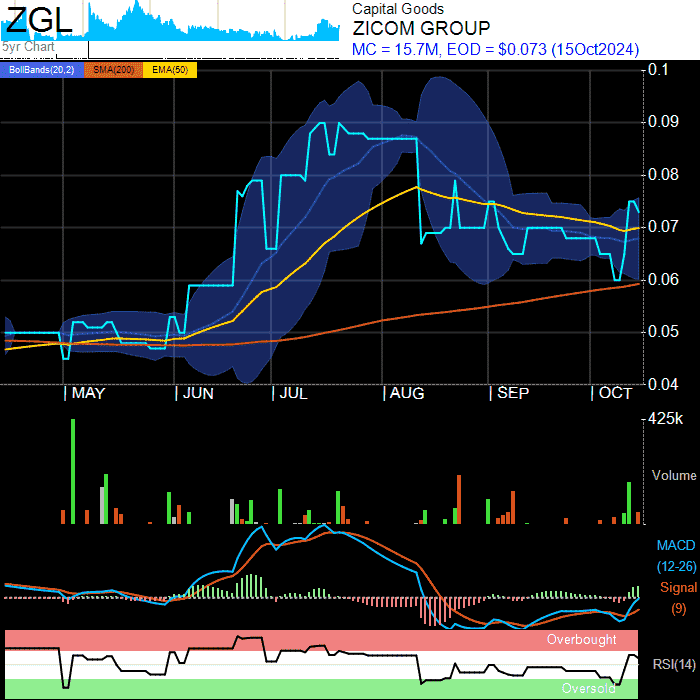 ZGL
5yr Chart
Capital Goods
ZICOM GROUP
MC = 15.7M, EOD = $0.073 (15Oct2024)
BollBands(20,2) SMA(200) EMA(50)
0.1
0.09
0.08
0.07
0.06
0.05
0.04
MAY JUN JUL AUG SEP OCT
425k
Volume
MACD
(12-26)
Signal
(9)
Overbought
RSI(14)
Oversold